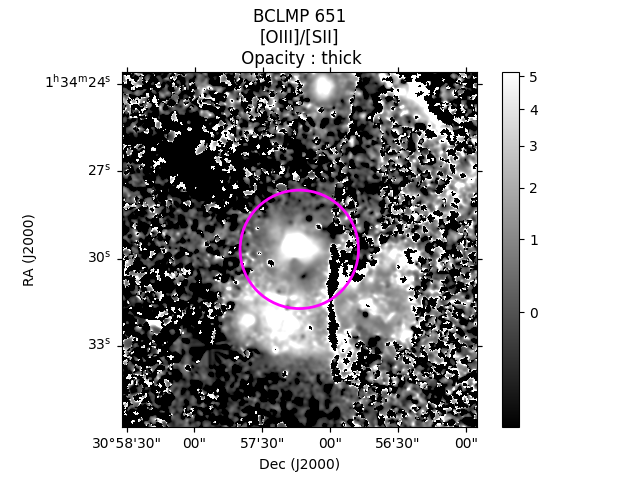 BCLMP 651
[OIII]/[SII]
Opacity : thick
1ʰ34ᵐ24ˢ
27ˢ
30ˢ
33ˢ
RA (J2000)
30°58'30" 00" 57'30" 00" 56'30" 00"
Dec (J2000)
5
4
3
2
1
0